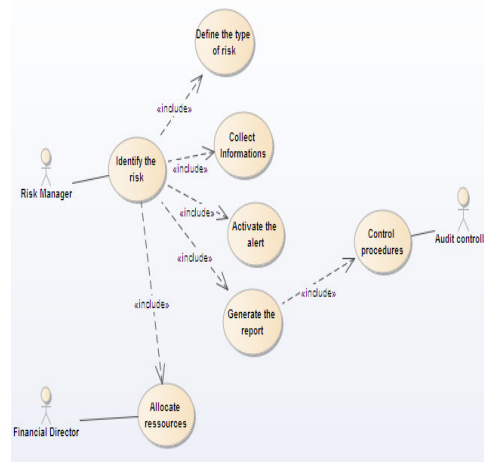 Define the type
of risk
«include»
Collect
Informations
«include»
Identify the
risk
Risk Manager
«include»
Activate the
alert
«include»
Control
procedures
Audit controll
«include»
Generate the
report
«include»
Allocate
ressources
Financial Director